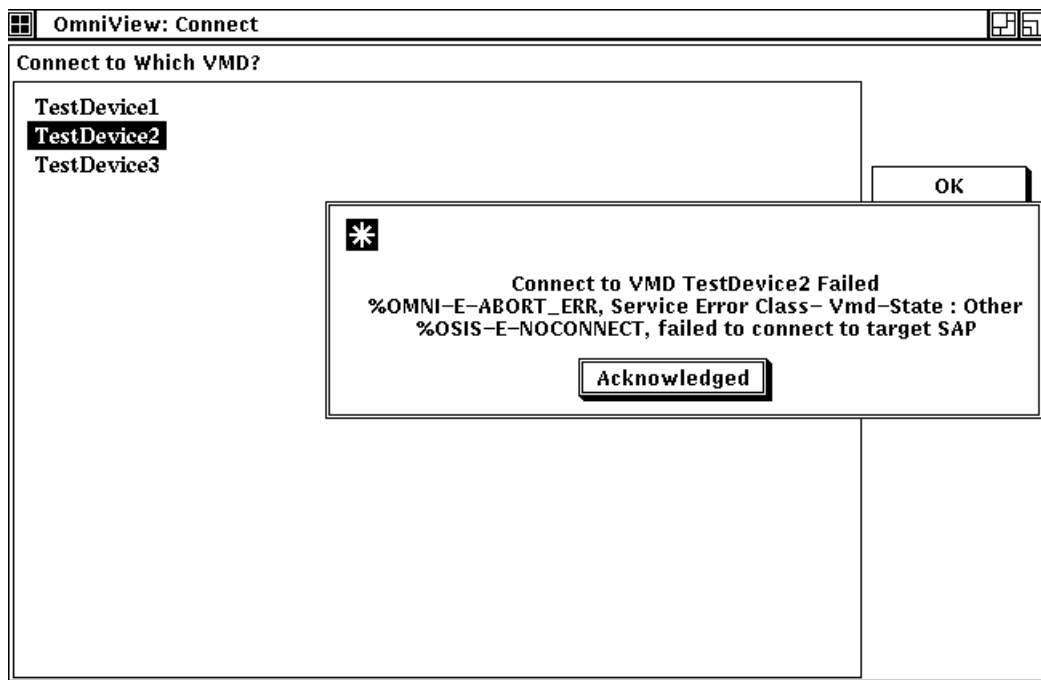 OmniView: Connect
Connect to Which VMD?
TestDevice1
TestDevice2
TestDevice3
OK
Connect to VMD TestDevice2 Failed
%OMNI-E-ABORT_ERR, Service Error Class- Vmd-State : Other
%OSIS-E-NOCONNECT, failed to connect to target SAP
Acknowledged